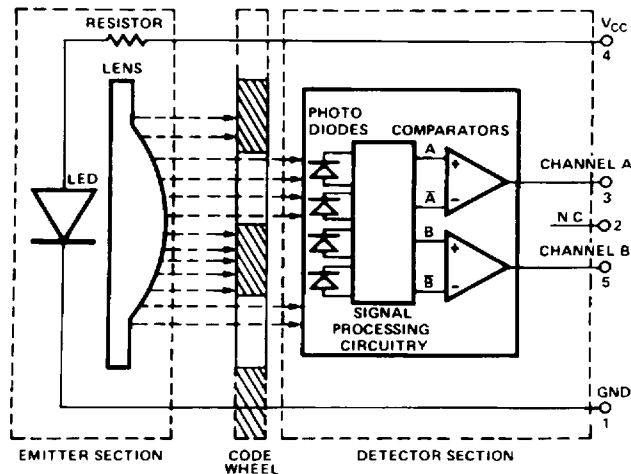 RESISTOR
VCC
4
LENS
LED
PHOTO
DIODES
COMPARATORS
A
+
A̅
−
B
+
B̅
−
CHANNEL A
3
N C
2
CHANNEL B
5
SIGNAL
PROCESSING
CIRCUITRY
GND
1
EMITTER SECTION
CODE
WHEEL
DETECTOR SECTION